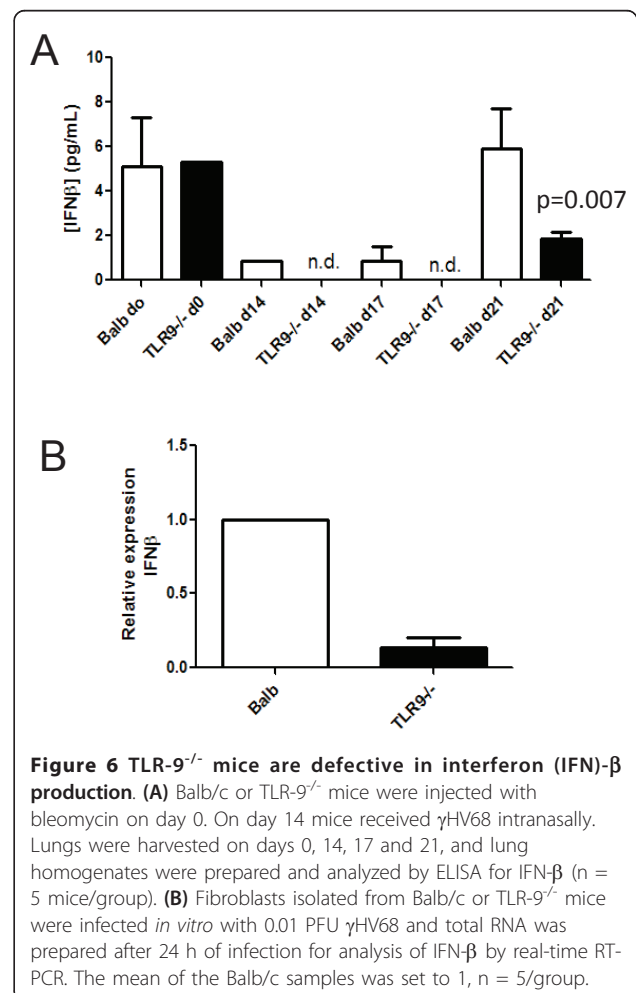 A
[IFNβ] (pg/mL)
10
8
6
4
2
0
n.d.
n.d.
p=0.007
Balb do
TLR9-/- d0
Balb d14
TLR9-/- d14
Balb d17
TLR9-/- d17
Balb d21
TLR9-/- d21
B
Relative expression
IFNβ
1.5
1.0
0.5
0.0
Balb
TLR9-/-
Figure 6 TLR-9-/- mice are defective in interferon (IFN)-β
production. (A) Balb/c or TLR-9-/- mice were injected with
bleomycin on day 0. On day 14 mice received γHV68 intranasally.
Lungs were harvested on days 0, 14, 17 and 21, and lung
homogenates were prepared and analyzed by ELISA for IFN-β (n =
5 mice/group). (B) Fibroblasts isolated from Balb/c or TLR-9-/- mice
were infected in vitro with 0.01 PFU γHV68 and total RNA was
prepared after 24 h of infection for analysis of IFN-β by real-time RT-
PCR. The mean of the Balb/c samples was set to 1, n = 5/group.